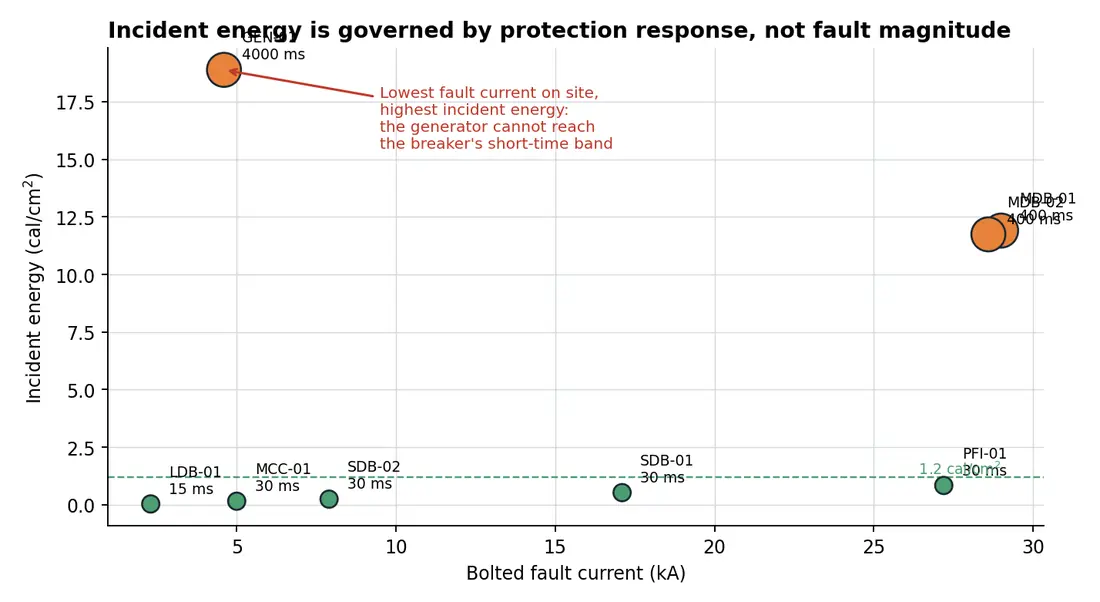 Incident energy is governed by protection response, not fault magnitude
4000 ms
Lowest fault current on site,
highest incident energy:
the generator cannot reach
the breaker's short-time band
MDB-01
400 ms
MDB-02
400 ms
17.5
15.0
12.5
10.0
7.5
5.0
2.5
0.0
Incident energy (cal/cm²)
LDB-01
15 ms
MCC-01
30 ms
SDB-02
30 ms
SDB-01
30 ms
PFI-01
30 ms
1.2 cal/cm²
5
10
15
20
25
30
Bolted fault current (kA)